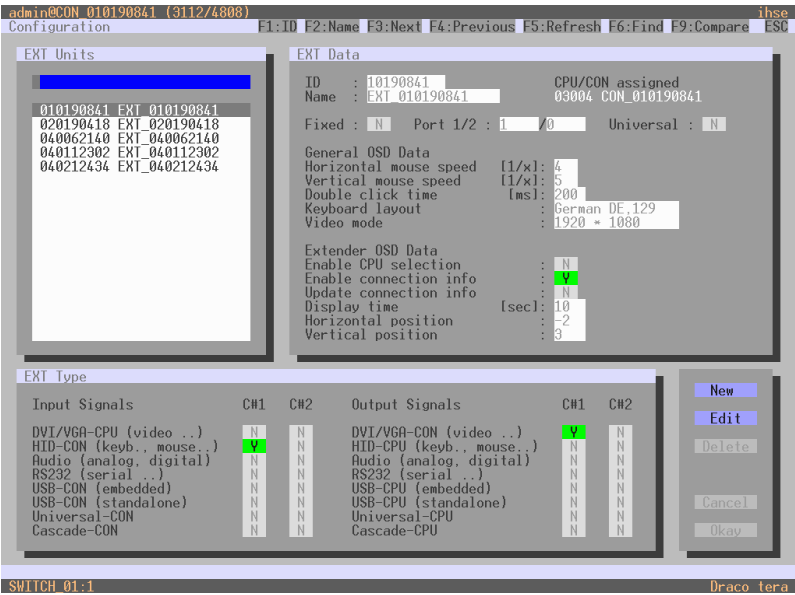 admin@CON_010190841 (3112/4808) ihse
Configuration F1:ID F2:Name F3:Next F4:Previous F5:Refresh F6:Find F9:Compare ESC
EXT Units
010190841 EXT_010190841
020190418 EXT_020190418
040062140 EXT_040062140
040112302 EXT_040112302
040212434 EXT_040212434
EXT Data
ID : 10190841 CPU/CON assigned
Name : EXT_010190841 03004 CON_010190841
Fixed : N Port 1/2 : 1 /0 Universal : N
General OSD Data
Horizontal mouse speed [1/x]: 4
Vertical mouse speed [1/x]: 5
Double click time [ms]: 200
Keyboard layout : German DE,129
Video mode : 1920 * 1080
Extender OSD Data
Enable CPU selection : N
Enable connection info : Y
Update connection info : N
Display time [sec]: 10
Horizontal position : -2
Vertical position : 3
EXT Type
Input Signals C#1 C#2 Output Signals C#1 C#2
DVI/VGA-CPU (video ..) N N DVI/VGA-CON (video ..) Y N
HID-CON (keyb., mouse..) Y N HID-CPU (keyb., mouse..) N N
Audio (analog, digital) N N Audio (analog, digital) N N
RS232 (serial ..) N N RS232 (serial ..) N N
USB-CON (embedded) N N USB-CPU (embedded) N N
USB-CON (standalone) N N USB-CPU (standalone) N N
Universal-CON N N Universal-CPU N N
Cascade-CON N N Cascade-CPU N N
New
Edit
Delete
Cancel
Okay
SWITCH_01:1 Draco tera